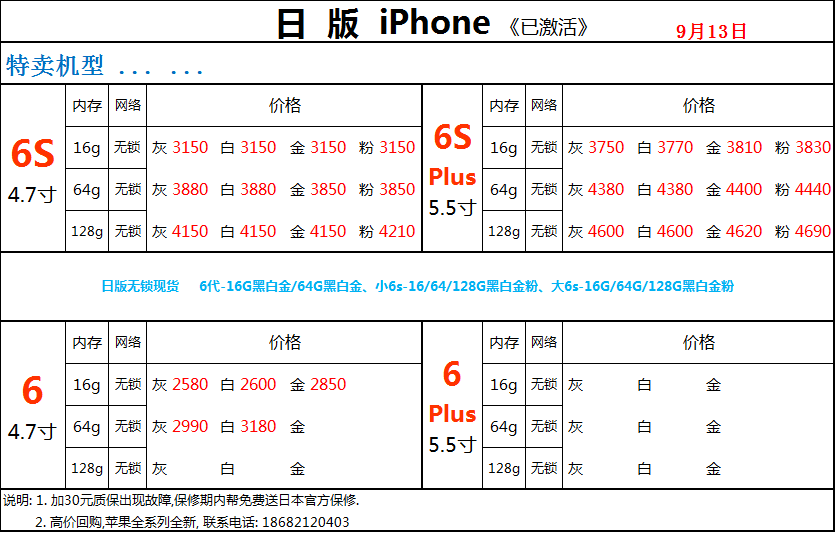 日 版 iPhone 《已激活》 9月13日
特卖机型 ... ...
6S 4.7寸
内存 网络 价格
16g 无锁 灰 3150 白 3150 金 3150 粉 3150
64g 无锁 灰 3880 白 3880 金 3850 粉 3850
128g 无锁 灰 4150 白 4150 金 4150 粉 4210
6S Plus 5.5寸
内存 网络 价格
16g 无锁 灰 3750 白 3770 金 3810 粉 3830
64g 无锁 灰 4380 白 4380 金 4400 粉 4440
128g 无锁 灰 4600 白 4600 金 4620 粉 4690
日版无锁现货 6代-16G黑白金/64G黑白金、小6s-16/64/128G黑白金粉、大6s-16G/64G/128G黑白金粉
6 4.7寸
内存 网络 价格
16g 无锁 灰 2580 白 2600 金 2850
64g 无锁 灰 2990 白 3180 金
128g 无锁 灰 白 金
6 Plus 5.5寸
内存 网络 价格
16g 无锁 灰 白 金
64g 无锁 灰 白 金
128g 无锁 灰 白 金
说明: 1. 加30元质保出现故障,保修期内帮免费送日本官方保修.
2. 高价回购,苹果全系列全新, 联系电话: 18682120403